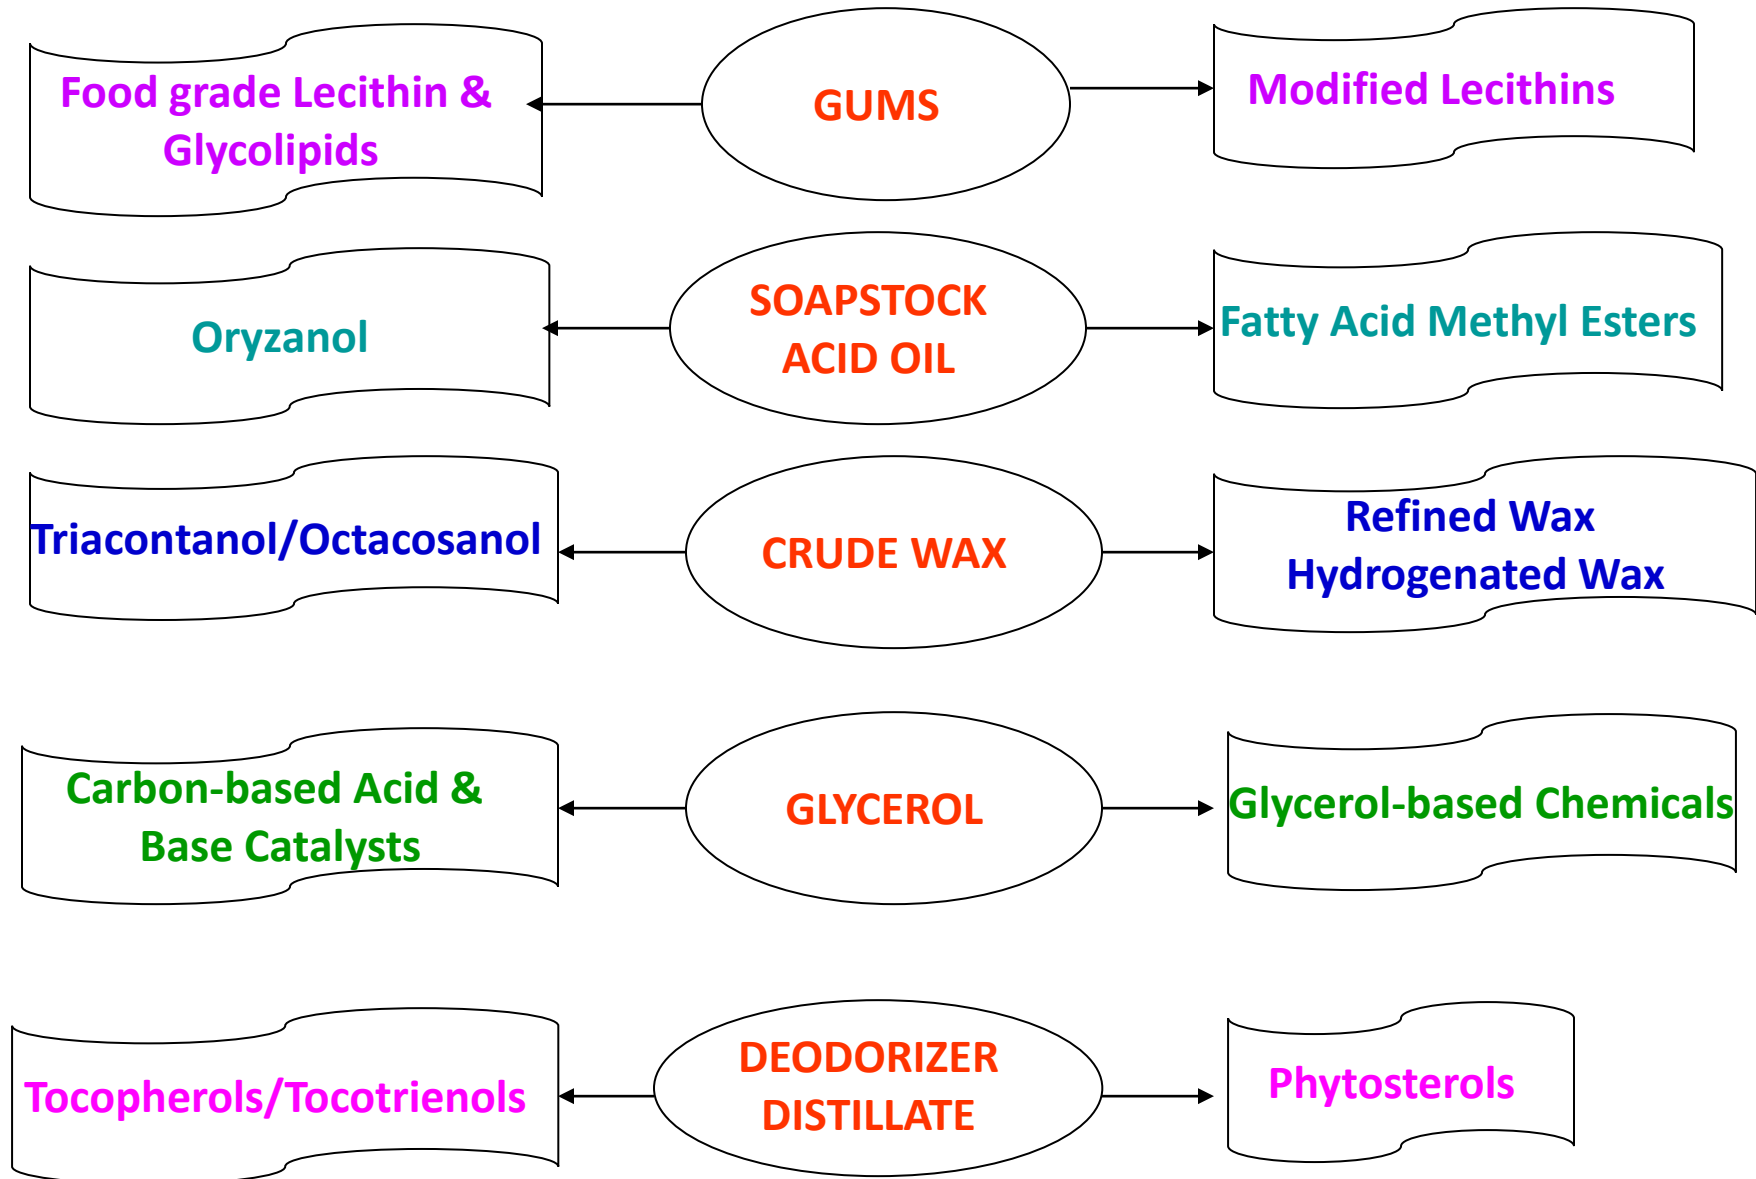 Food grade Lecithin &
Glycolipids
GUMS
Modified Lecithins
Oryzanol
SOAPSTOCK
ACID OIL
Fatty Acid Methyl Esters
Triacontanol/Octacosanol
CRUDE WAX
Refined Wax
Hydrogenated Wax
Carbon-based Acid &
Base Catalysts
GLYCEROL
Glycerol-based Chemicals
Tocopherols/Tocotrienols
DEODORIZER
DISTILLATE
Phytosterols